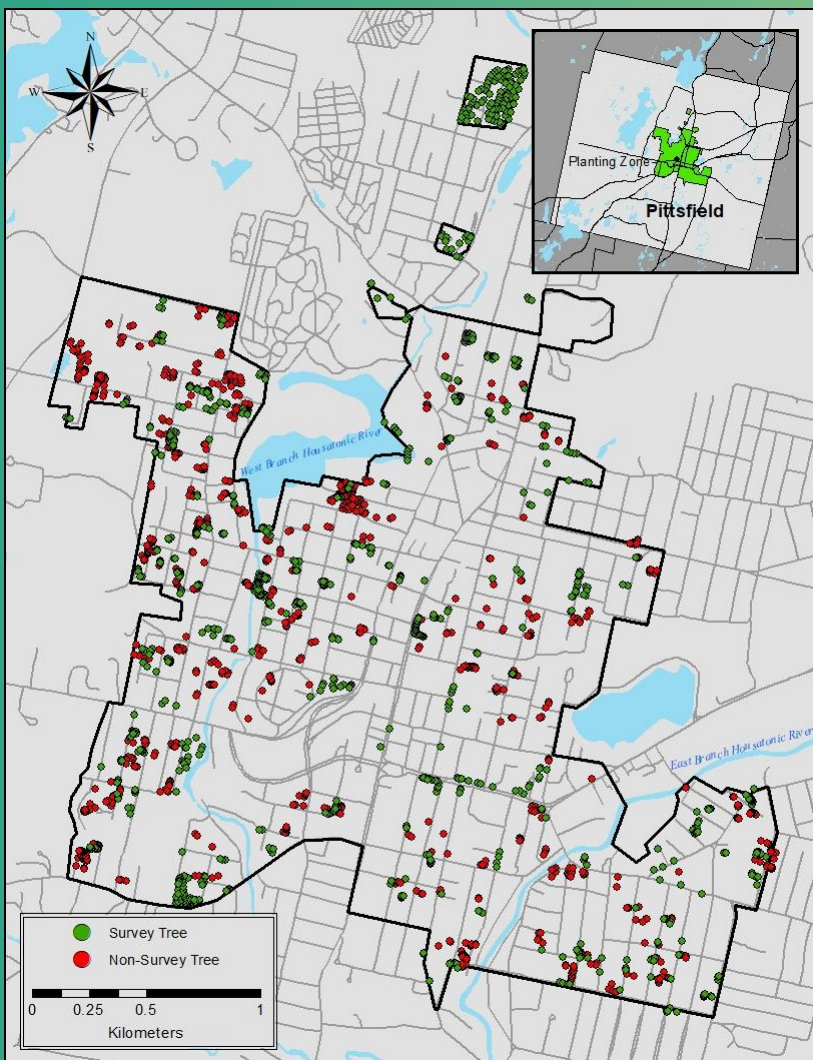 N
W E
S
Planting Zone
Pittsfield
West Branch Housatonic River
East Branch Housatonic River
Survey Tree
Non-Survey Tree
0 0.25 0.5 1
Kilometers